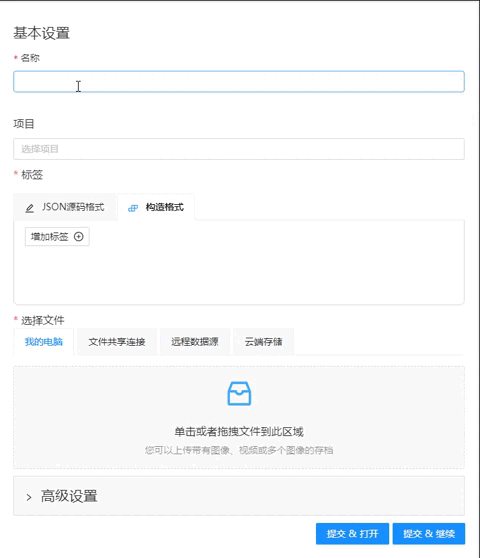 基本设置
* 名称
项目
选择项目
* 标签
JSON源码格式 构造格式
增加标签
* 选择文件
我的电脑 文件共享连接 远程数据源 云端存储
单击或者拖拽文件到此区域
您可以上传带有图像、视频或多个图像的存档
> 高级设置
提交 & 打开 提交 & 继续